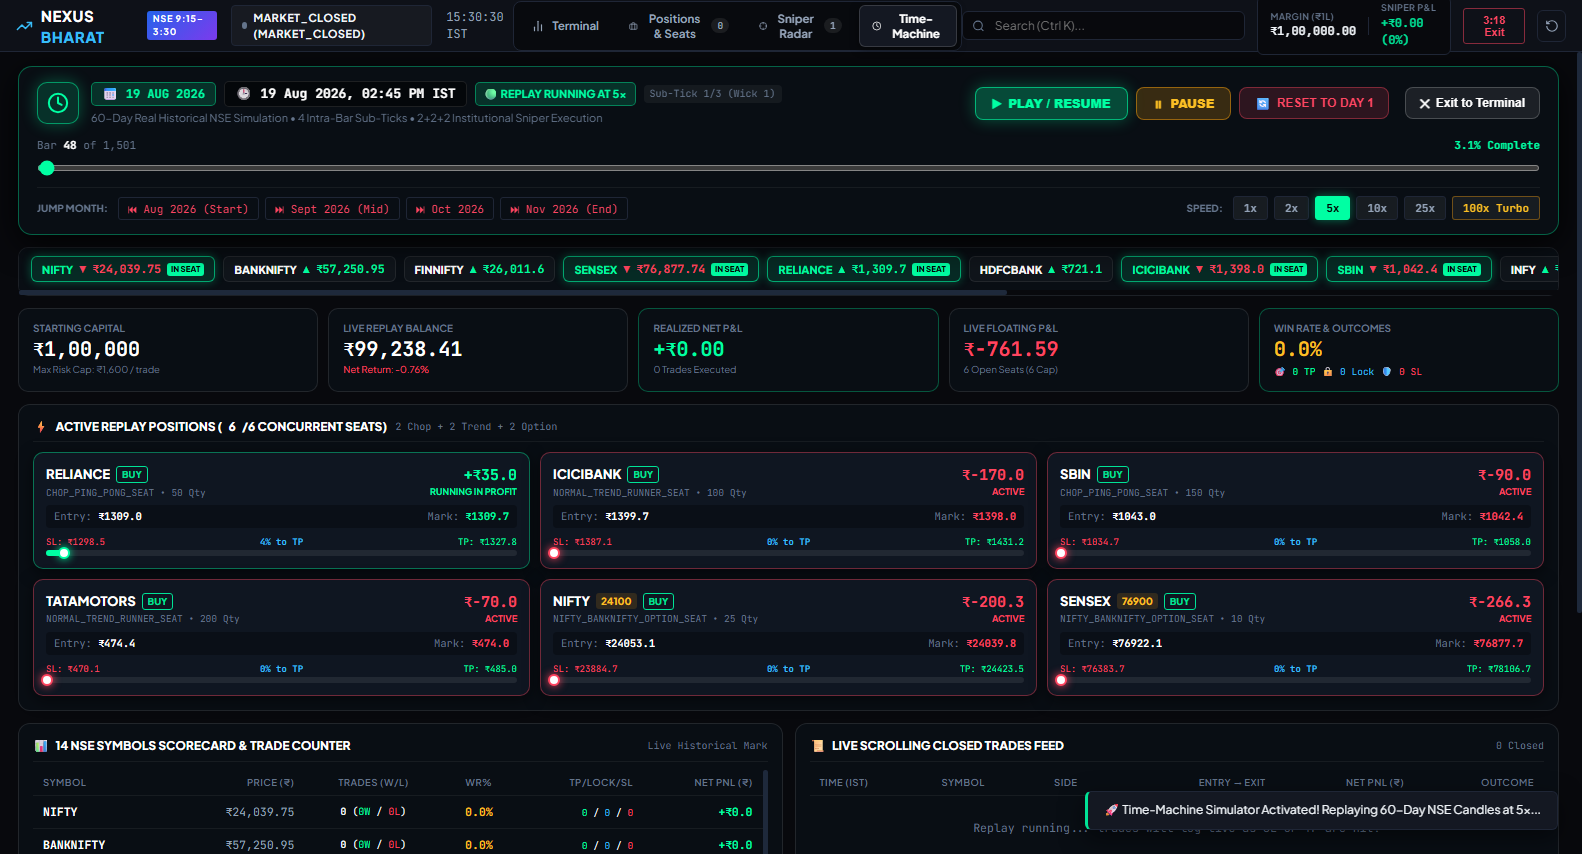 NEXUS BHARAT
NSE 9:15-3:30
MARKET_CLOSED (MARKET_CLOSED)
15:30:30 IST
Terminal
Positions & Seats 0
Sniper Radar 1
Time-Machine
Search (Ctrl K)...
MARGIN (₹1L)
₹1,00,000.00
SNIPER P&L
+₹0.00 (0%)
3:18 Exit
19 AUG 2026
19 Aug 2026, 02:45 PM IST
REPLAY RUNNING AT 5×
Sub-Tick 1/3 (Wick 1)
60-Day Real Historical NSE Simulation • 4 Intra-Bar Sub-Ticks • 2+2+2 Institutional Sniper Execution
▶ PLAY / RESUME
PAUSE
RESET TO DAY 1
✕ Exit to Terminal
Bar 48 of 1,501
3.1% Complete
JUMP MONTH:
⏮ Aug 2026 (Start)
⏭ Sept 2026 (Mid)
⏭ Oct 2026
⏭ Nov 2026 (End)
SPEED: 1x 2x 5x 10x 25x 100x Turbo
NIFTY ▼ ₹24,039.75 IN SEAT
BANKNIFTY ▲ ₹57,250.95
FINNIFTY ▲ ₹26,011.6
SENSEX ▼ ₹76,877.74 IN SEAT
RELIANCE ▲ ₹1,309.7 IN SEAT
HDFCBANK ▲ ₹721.1
ICICIBANK ▼ ₹1,398.0 IN SEAT
SBIN ▼ ₹1,042.4 IN SEAT
INFY ▲
STARTING CAPITAL
₹1,00,000
Max Risk Cap: ₹1,600 / trade
LIVE REPLAY BALANCE
₹99,238.41
Net Return: -0.76%
REALIZED NET P&L
+₹0.00
0 Trades Executed
LIVE FLOATING P&L
₹-761.59
6 Open Seats (6 Cap)
WIN RATE & OUTCOMES
0.0%
0 TP 0 Lock 0 SL
ACTIVE REPLAY POSITIONS ( 6 /6 CONCURRENT SEATS) 2 Chop + 2 Trend + 2 Option
RELIANCE BUY +₹35.0
CHOP_PING_PONG_SEAT • 50 Qty RUNNING IN PROFIT
Entry: ₹1309.0 Mark: ₹1309.7
SL: ₹1298.5 4% to TP TP: ₹1327.8
ICICIBANK BUY ₹-170.0
NORMAL_TREND_RUNNER_SEAT • 100 Qty ACTIVE
Entry: ₹1399.7 Mark: ₹1398.0
SL: ₹1387.1 0% to TP TP: ₹1431.2
SBIN BUY ₹-90.0
CHOP_PING_PONG_SEAT • 150 Qty ACTIVE
Entry: ₹1043.0 Mark: ₹1042.4
SL: ₹1034.7 0% to TP TP: ₹1058.0
TATAMOTORS BUY ₹-70.0
NORMAL_TREND_RUNNER_SEAT • 200 Qty ACTIVE
Entry: ₹474.4 Mark: ₹474.0
SL: ₹470.1 0% to TP TP: ₹485.0
NIFTY 24100 BUY ₹-200.3
NIFTY_BANKNIFTY_OPTION_SEAT • 25 Qty ACTIVE
Entry: ₹24053.1 Mark: ₹24039.8
SL: ₹23884.7 0% to TP TP: ₹24423.5
SENSEX 76900 BUY ₹-266.3
NIFTY_BANKNIFTY_OPTION_SEAT • 10 Qty ACTIVE
Entry: ₹76922.1 Mark: ₹76877.7
SL: ₹76383.7 0% to TP TP: ₹78106.7
14 NSE SYMBOLS SCORECARD & TRADE COUNTER Live Historical Mark
SYMBOL PRICE (₹) TRADES (W/L) WR% TP/LOCK/SL NET PNL (₹)
NIFTY ₹24,039.75 0 (0W / 0L) 0.0% 0 / 0 / 0 +₹0.0
BANKNIFTY ₹57,250.95 0 (0W / 0L) 0.0% 0 / 0 / 0 +₹0.0
LIVE SCROLLING CLOSED TRADES FEED 0 Closed
TIME (IST) SYMBOL SIDE ENTRY → EXIT NET PNL (₹) OUTCOME
Time-Machine Simulator Activated! Replaying 60-Day NSE Candles at 5×...
Replay running...